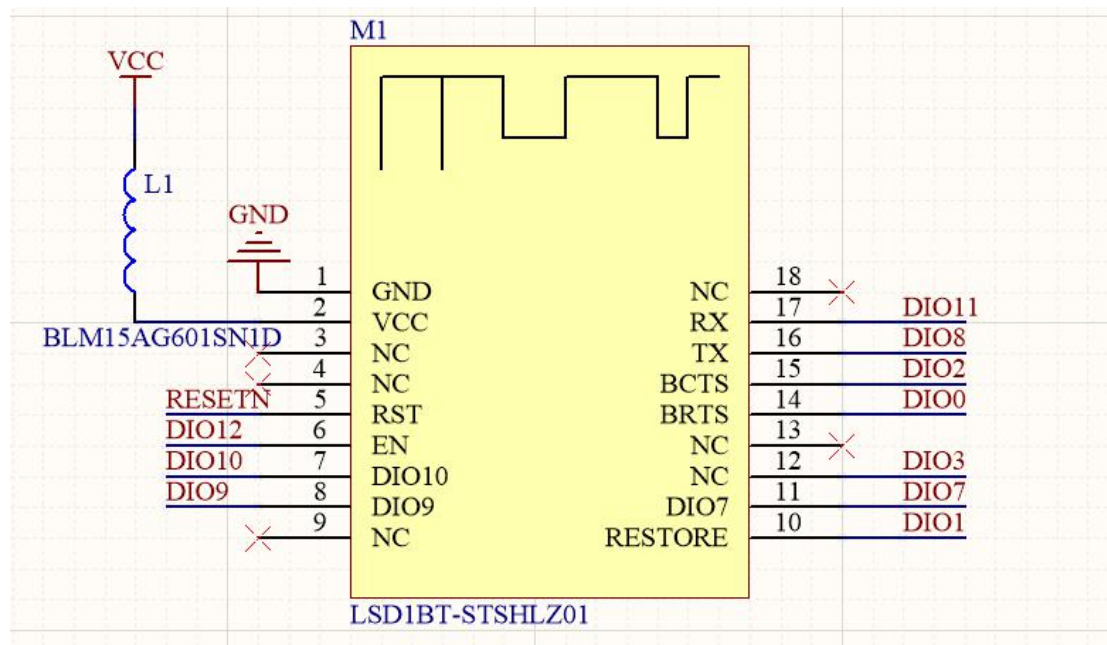 M1
VCC
L1
GND
1 GND
2 VCC
BLM15AG601SN1D
3 NC
4 NC
RESETN 5 RST
DIO12 6 EN
DIO10 7 DIO10
DIO9 8 DIO9
9 NC
NC 18
RX 17 DIO11
TX 16 DIO8
BCTS 15 DIO2
BRTS 14 DIO0
NC 13
NC 12 DIO3
DIO7 11 DIO7
RESTORE 10 DIO1
LSD1BT-STSHLZ01